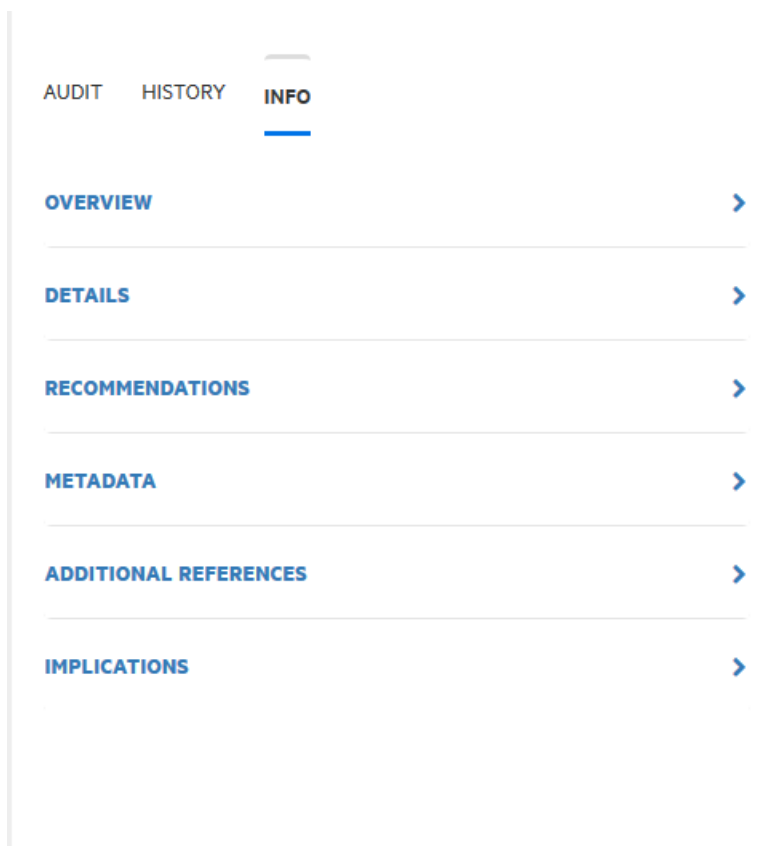 AUDIT HISTORY INFO
OVERVIEW
DETAILS
RECOMMENDATIONS
METADATA
ADDITIONAL REFERENCES
IMPLICATIONS